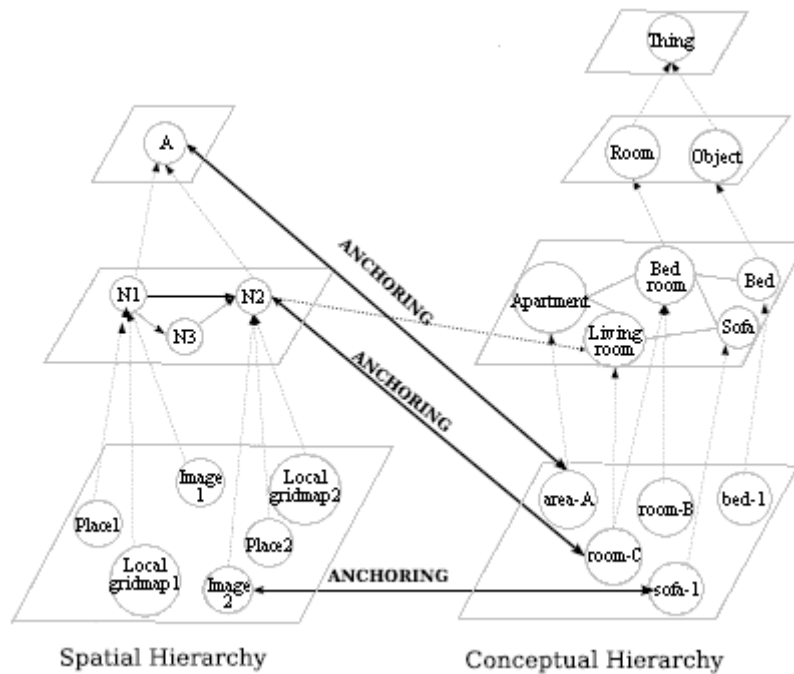 Thing
A
Room
Object
ANCHORING
N1
N2
N3
Apartment
Bed
room
Bed
Living
room
Sofa
ANCHORING
Image
1
Local
gridmap2
Place1
Place2
Local
gridmap1
Image
2
area-A
room-B
bed-1
room-C
sofa-1
ANCHORING
Spatial Hierarchy
Conceptual Hierarchy